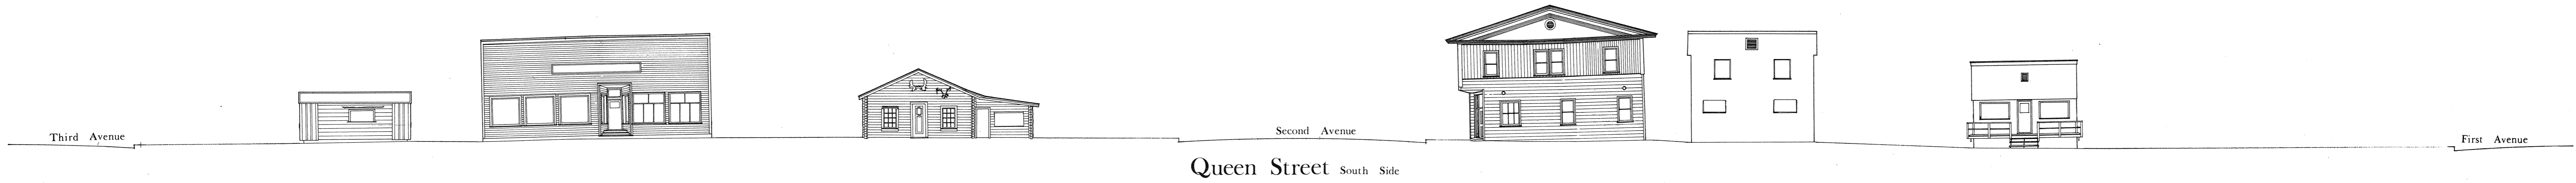 Third Avenue
Second Avenue
First Avenue
Queen Street South Side